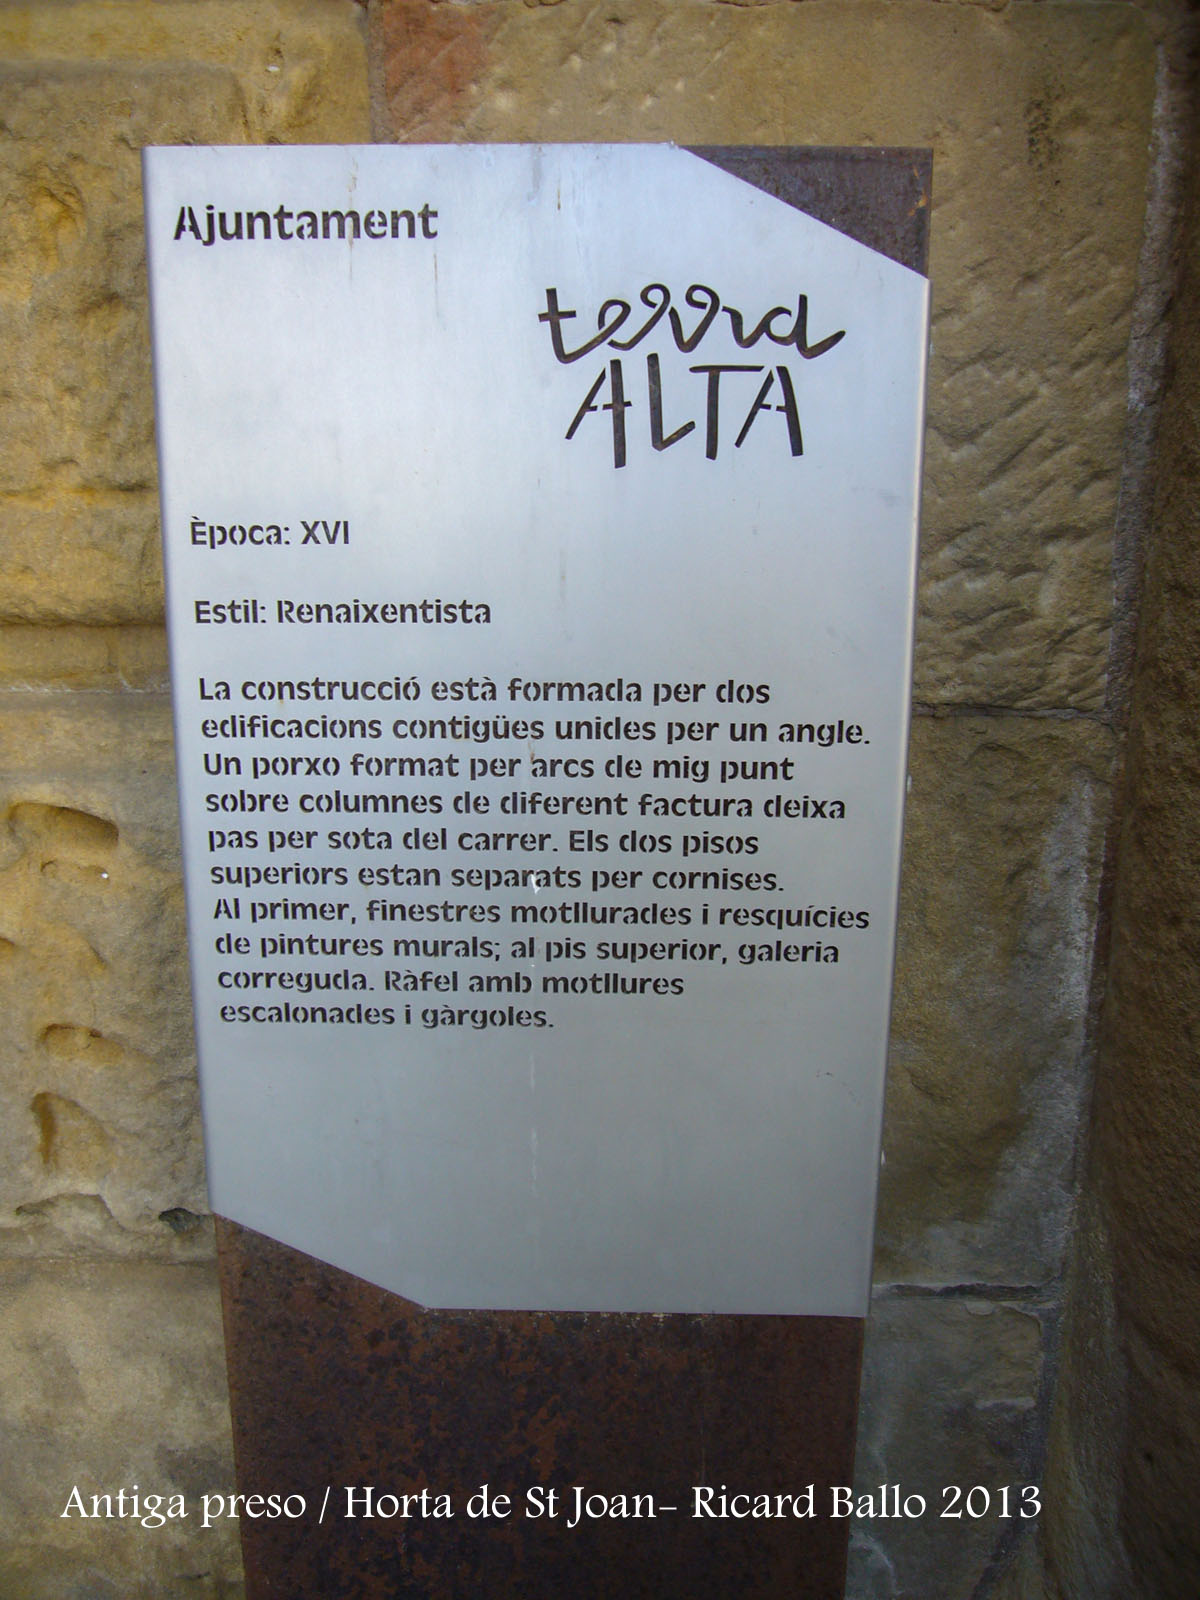 Ajuntament
terra
ALTA
Època: XVI
Estil: Renaixentista
La construcció està formada per dos
edificacions contigües unides per un angle.
Un porxo format per arcs de mig punt
sobre columnes de diferent factura deixa
pas per sota del carrer. Els dos pisos
superiors estan separats per cornises.
Al primer, finestres motllurades i resquícies
de pintures murals; al pis superior, galeria
correguda. Ràfel amb motllures
escalonades i gàrgoles.
Antiga preso / Horta de St Joan- Ricard Ballo 2013